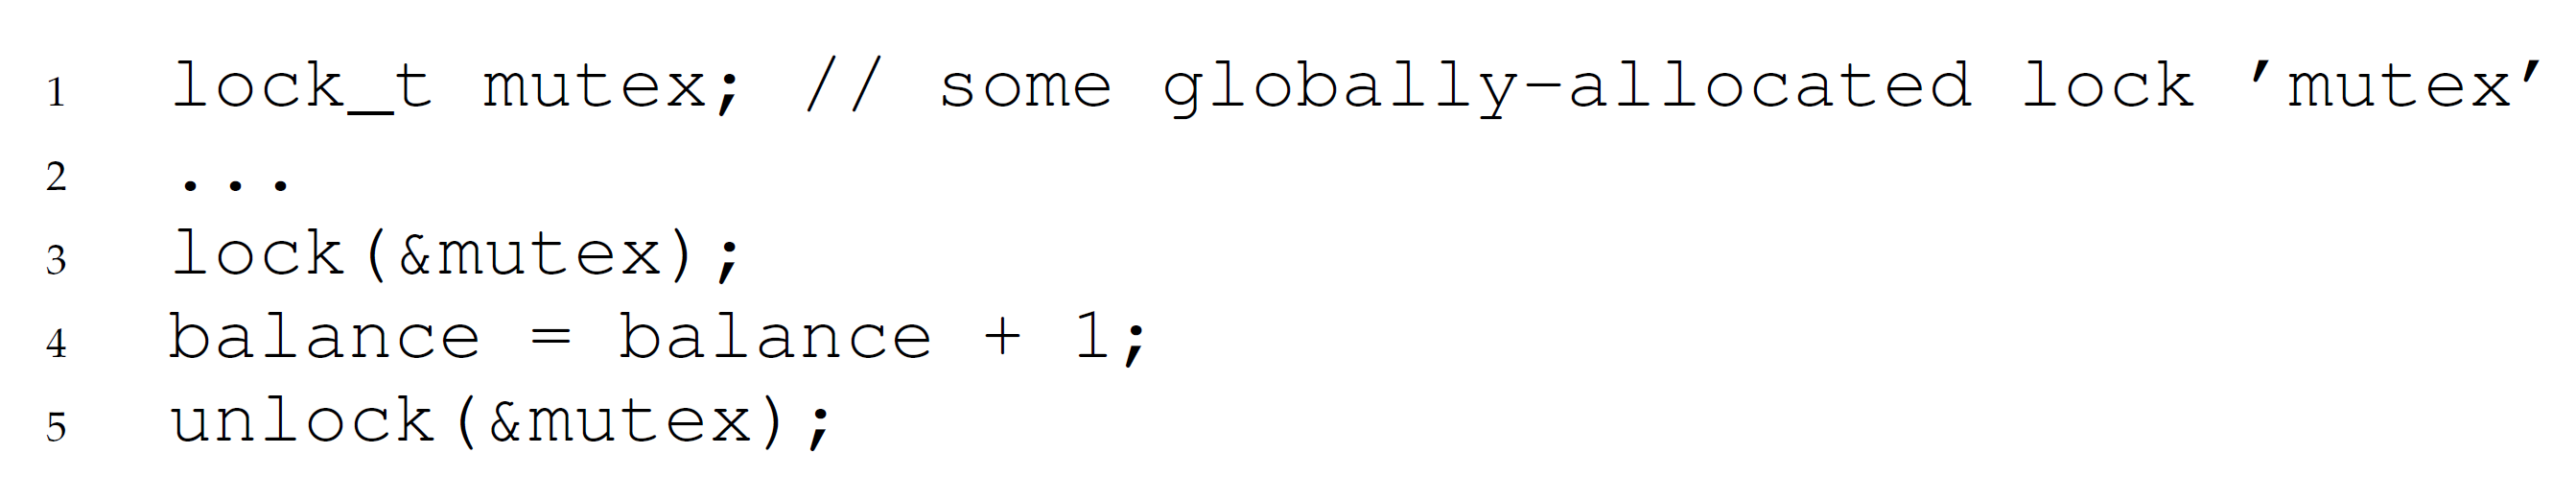 1 lock_t mutex; // some globally-allocated lock ’mutex’
2 ...
3 lock(&mutex);
4 balance = balance + 1;
5 unlock(&mutex);